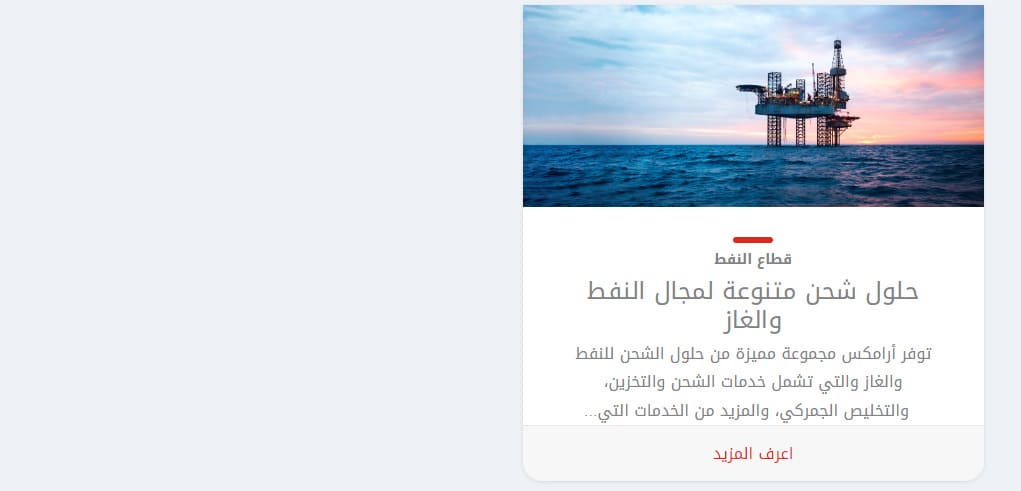 قطاع النفط
حلول شحن متنوعة لمجال النفط
والغاز
توفر أرامكس مجموعة مميزة من حلول الشحن للنفط
والغاز والتي تشمل خدمات الشحن والتخزين،
والتخليص الجمركي، والمزيد من الخدمات التي...
اعرف المزيد